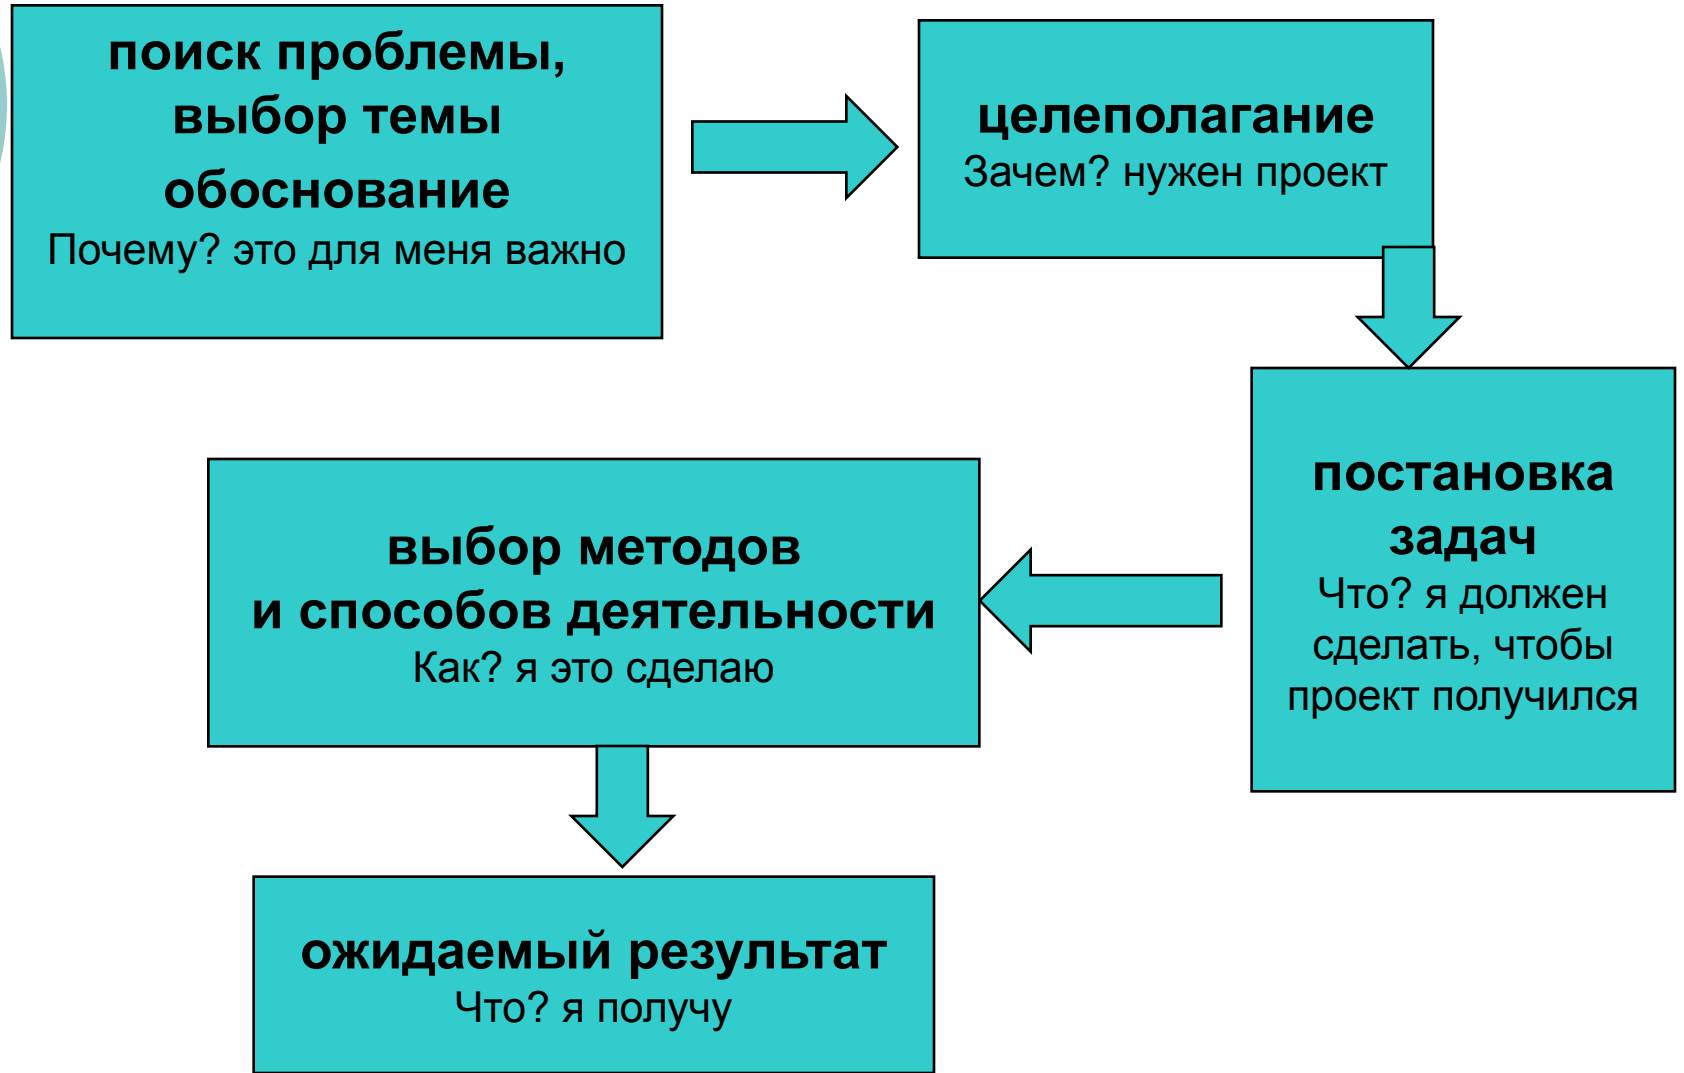 поиск проблемы,
выбор темы
обоснование
Почему? это для меня важно
целеполагание
Зачем? нужен проект
постановка
задач
Что? я должен
сделать, чтобы
проект получился
выбор методов
и способов деятельности
Как? я это сделаю
ожидаемый результат
Что? я получу